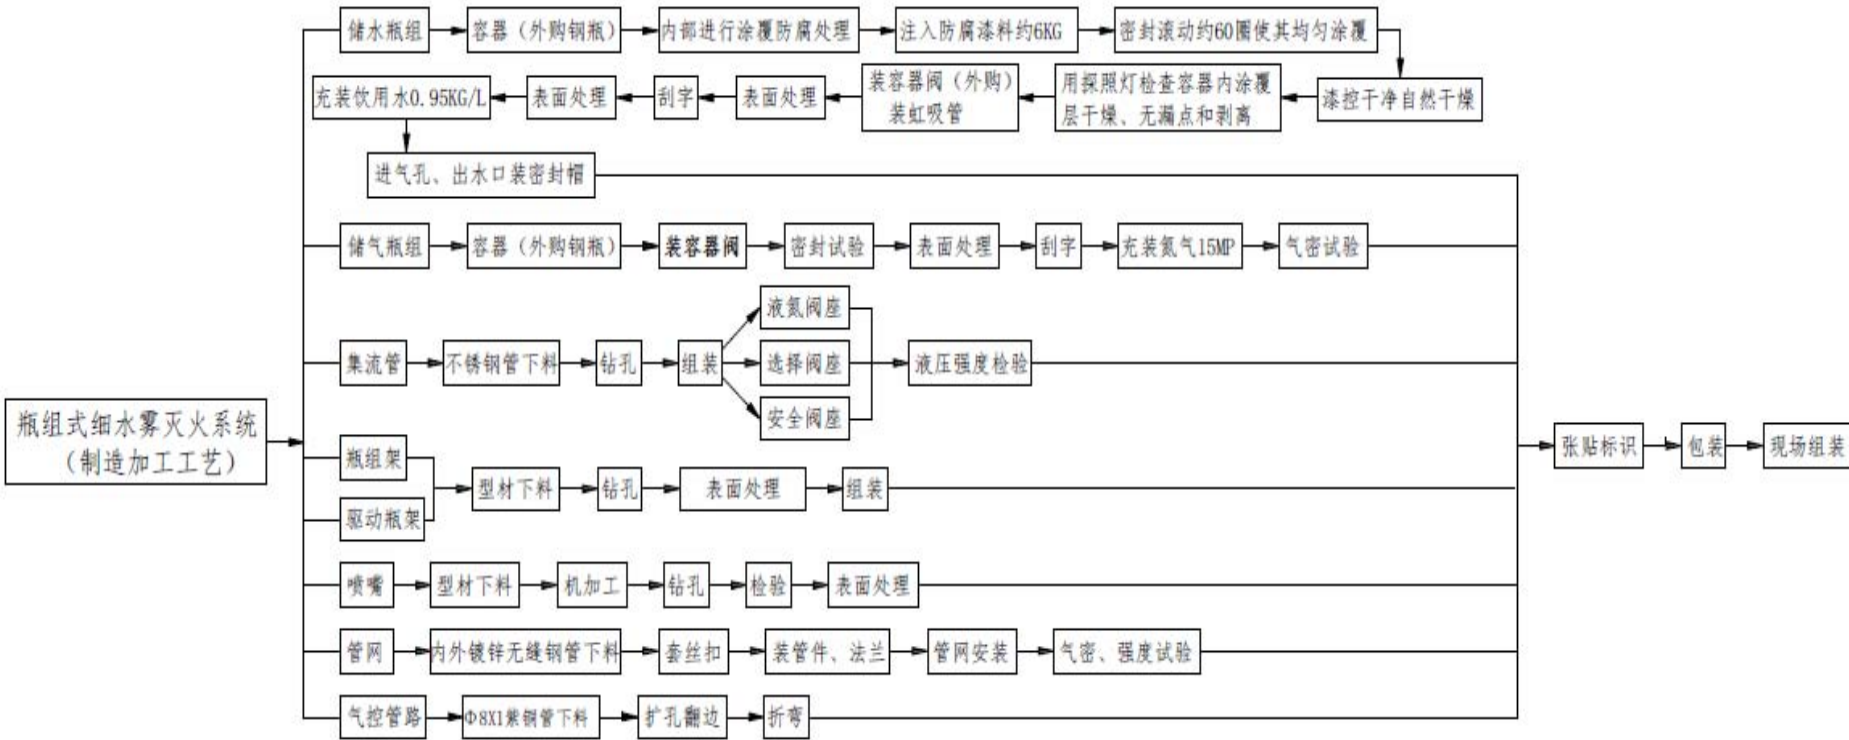 储水瓶组
容器（外购钢瓶）
内部进行涂覆防腐处理
注入防腐漆料约6KG
密封滚动约60圈使其均匀涂覆
漆控干净自然干燥
用探照灯检查容器内涂覆
层干燥、无漏点和剥离
装容器阀（外购）
装虹吸管
表面处理
刮字
表面处理
充装饮用水0.95KG/L
进气孔、出水口装密封帽
储气瓶组
容器（外购钢瓶）
装容器阀
密封试验
表面处理
刮字
充装氮气15MP
气密试验
集流管
不锈钢管下料
钻孔
组装
液氮阀座
选择阀座
安全阀座
液压强度检验
瓶组式细水雾灭火系统
（制造加工工艺）
瓶组架
驱动瓶架
型材下料
钻孔
表面处理
组装
喷嘴
型材下料
机加工
钻孔
检验
表面处理
管网
内外镀锌无缝钢管下料
套丝扣
装管件、法兰
管网安装
气密、强度试验
气控管路
Φ8X1紫铜管下料
扩孔翻边
折弯
张贴标识
包装
现场组装